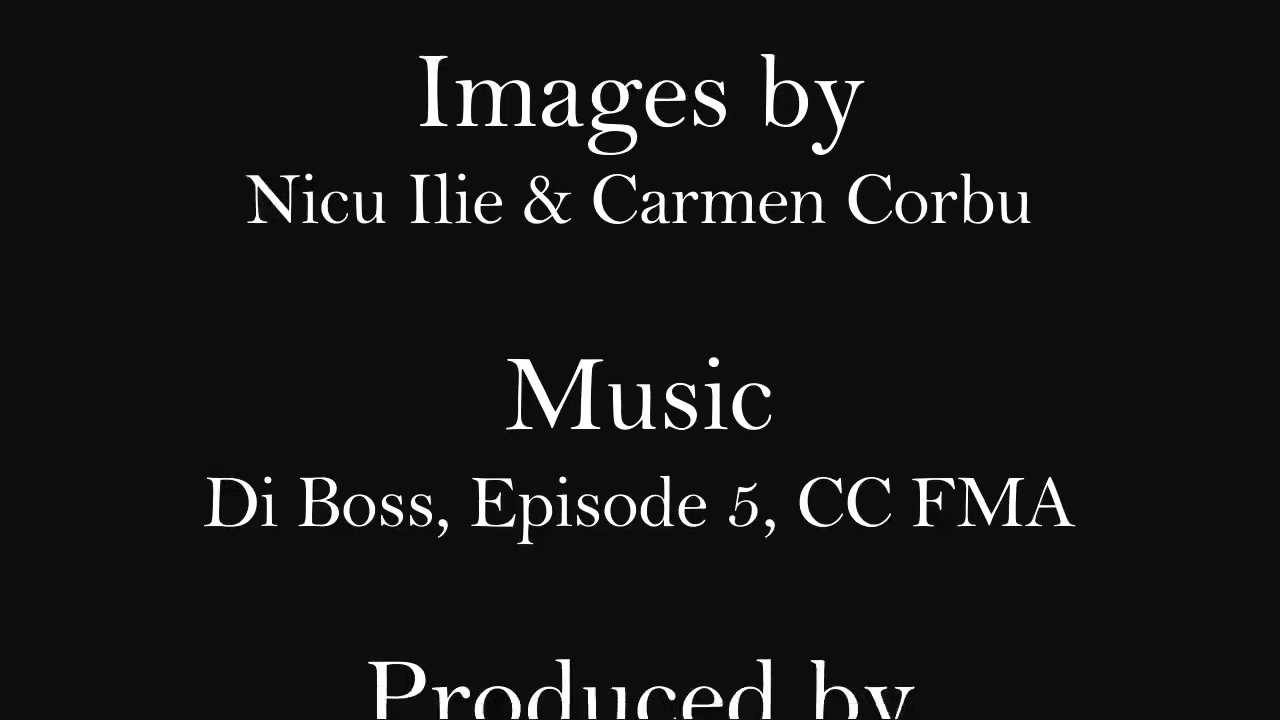 Images by
Nicu Ilie & Carmen Corbu
Music
Di Boss, Episode 5, CC FMA
Produced by